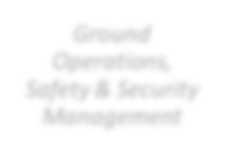 Ground
Operations,
Safety & Security
Management